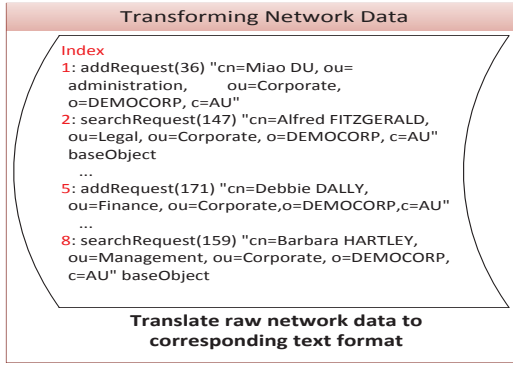 Transforming Network Data
Index
1: addRequest(36) "cn=Miao DU, ou=
administration, ou=Corporate,
o=DEMOCORP, c=AU"
2: searchRequest(147) "cn=Alfred FITZGERALD,
ou=Legal, ou=Corporate, o=DEMOCORP, c=AU"
baseObject
...
5: addRequest(171) "cn=Debbie DALLY,
ou=Finance, ou=Corporate,o=DEMOCORP,c=AU"
...
8: searchRequest(159) "cn=Barbara HARTLEY,
ou=Management, ou=Corporate, o=DEMOCORP,
c=AU" baseObject
Translate raw network data to
corresponding text format